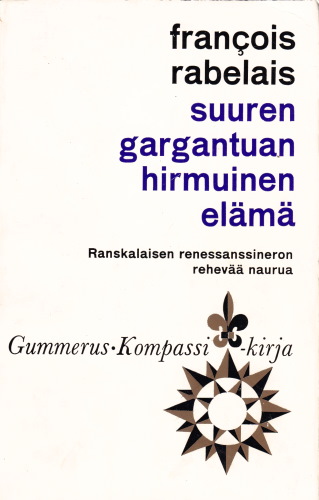 françois
rabelais
suuren
gargantuan
hirmuinen
elämä
Ranskalaisen renessanssineron
rehevää naurua
Gummerus·Kompassi -kirja